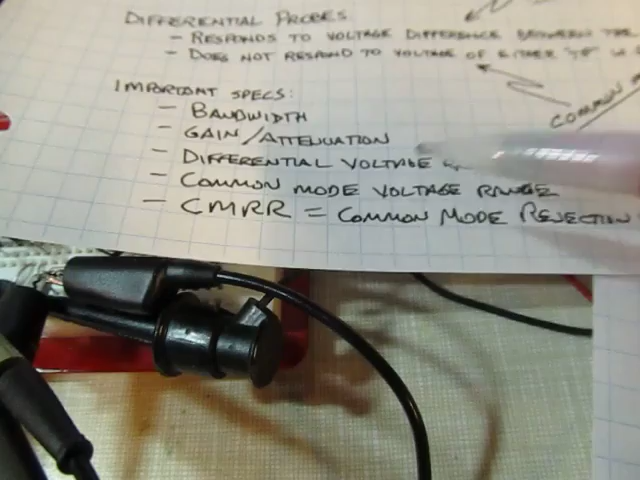 DIFFERENTIAL PROBES
- RESPONDS TO VOLTAGE DIFFERENCE BETWEEN THE
- DOES NOT RESPOND TO VOLTAGE OF EITHER
COMMON
IMPORTANT SPECS:
- BANDWIDTH
- GAIN/ATTENUATION
- DIFFERENTIAL VOLTAGE
- COMMON MODE VOLTAGE RANGE
- CMRR = COMMON MODE REJECTION